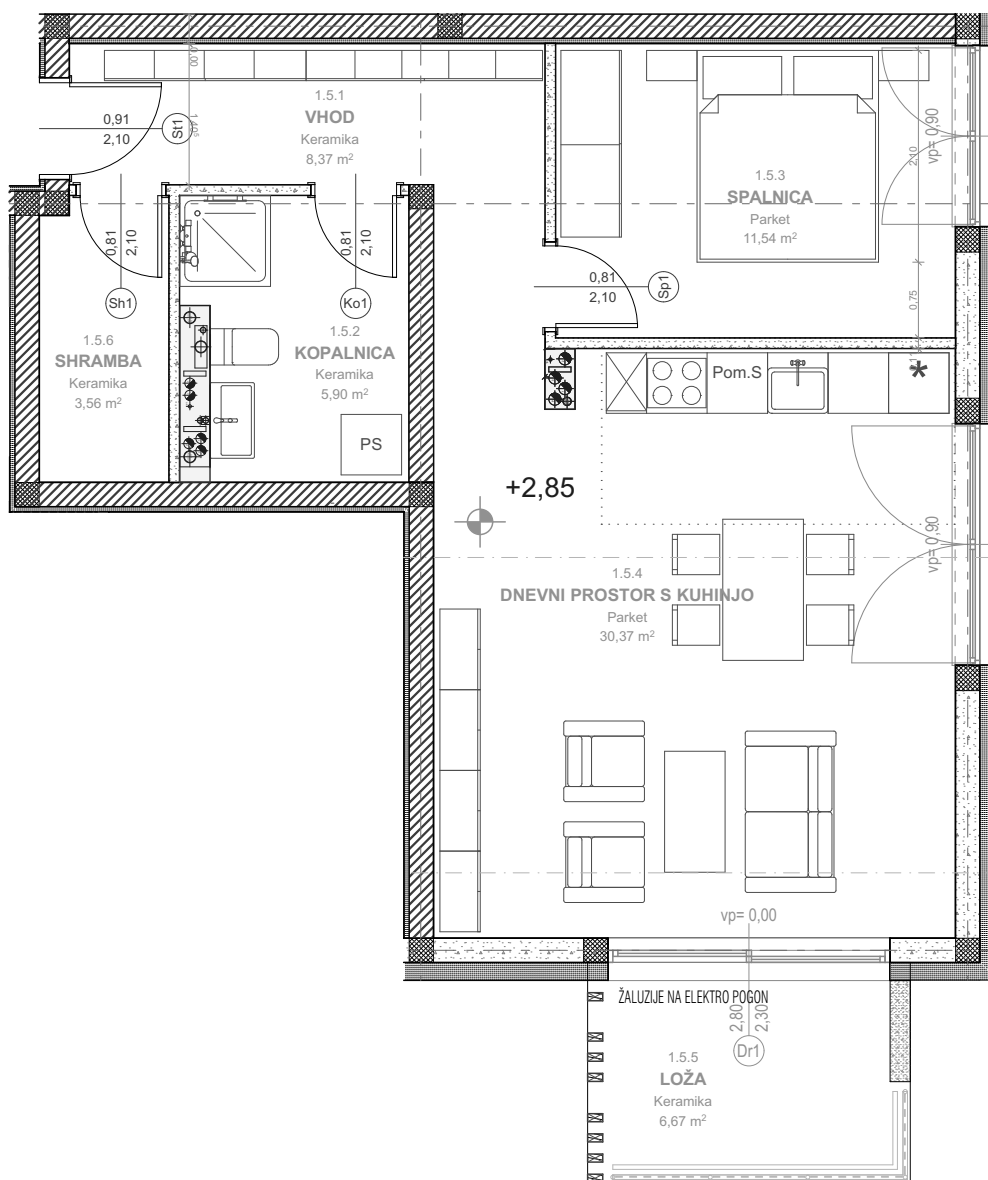 1.5.1
VHOD
Keramika
8,37 m²
0,91
2,10
St1
1.5.3
SPALNICA
Parket
11,54 m²
vp= 0,90
2,10
0,75
0,81
2,10
Sp1
0,81
2,10
Sh1
0,81
2,10
Ko1
1.5.6
SHRAMBA
Keramika
3,56 m²
1.5.2
KOPALNICA
Keramika
5,90 m²
PS
Pom.S
*
+2,85
vp= 0,90
1.5.4
DNEVNI PROSTOR S KUHINJO
Parket
30,37 m²
vp= 0,00
ŽALUZIJE NA ELEKTRO POGON
2,80
2,30
Dr1
1.5.5
LOŽA
Keramika
6,67 m²